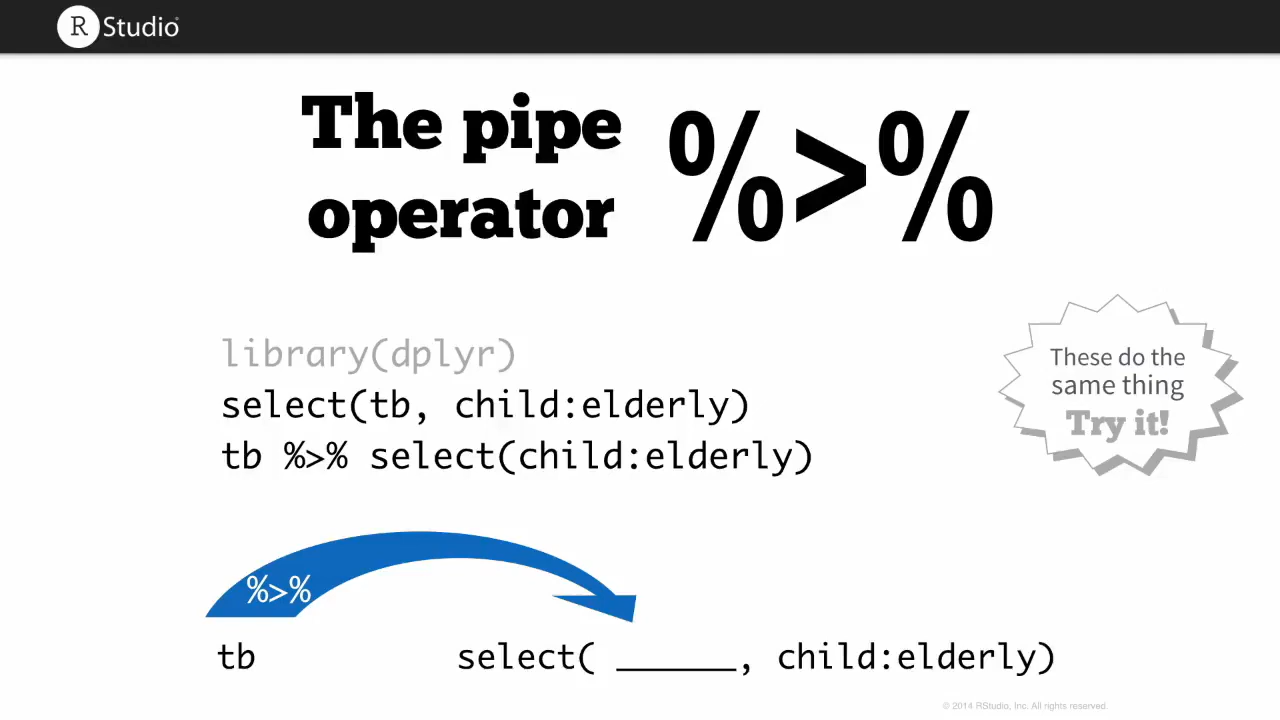 R Studio®
The pipe
operator
%>%
library(dplyr)
select(tb, child:elderly)
tb %>% select(child:elderly)
These do the
same thing
Try it!
%>%
tb
select( ______, child:elderly)
© 2014 RStudio, Inc. All rights reserved.